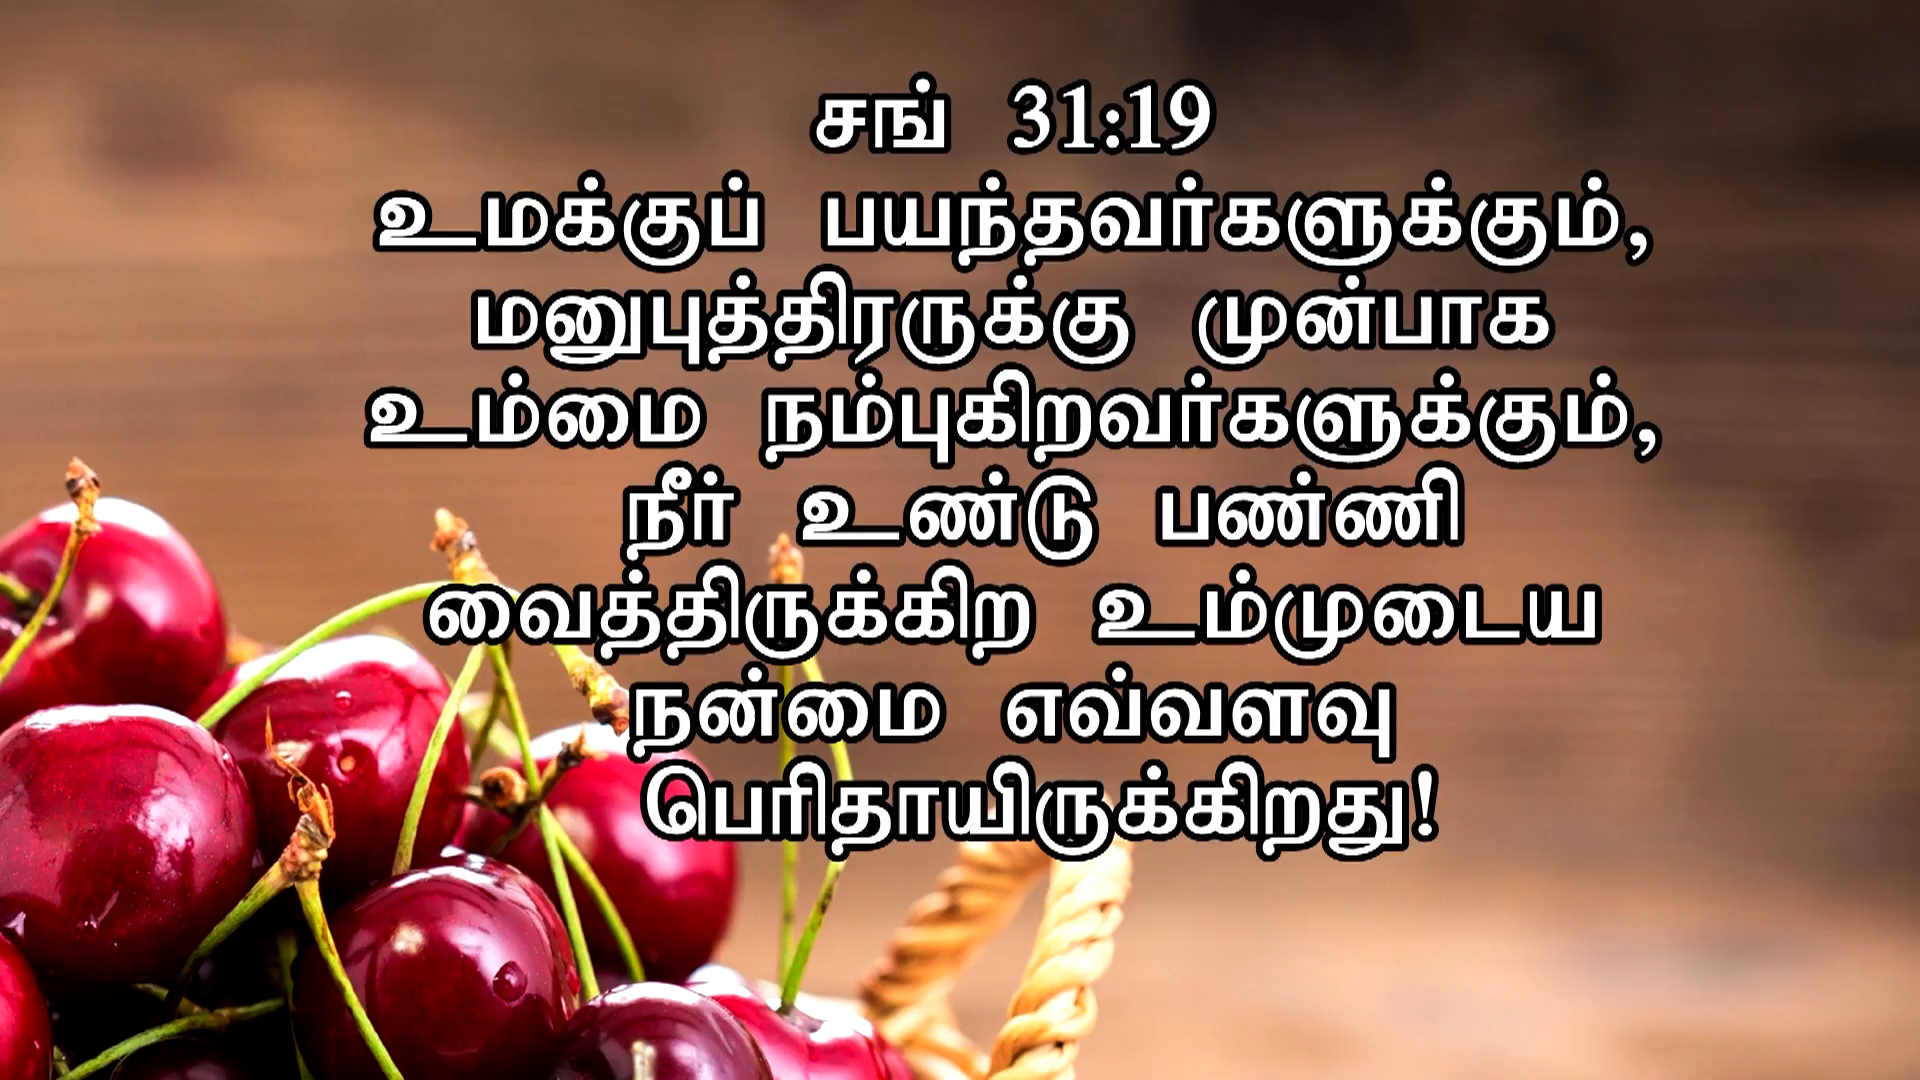 சங் 31:19
உமக்குப் பயந்தவர்களுக்கும்,
மனுபுத்திரருக்கு முன்பாக
உம்மை நம்புகிறவர்களுக்கும்,
நீர் உண்டு பண்ணி
வைத்திருக்கிற உம்முடைய
நன்மை எவ்வளவு
பெரிதாயிருக்கிறது!